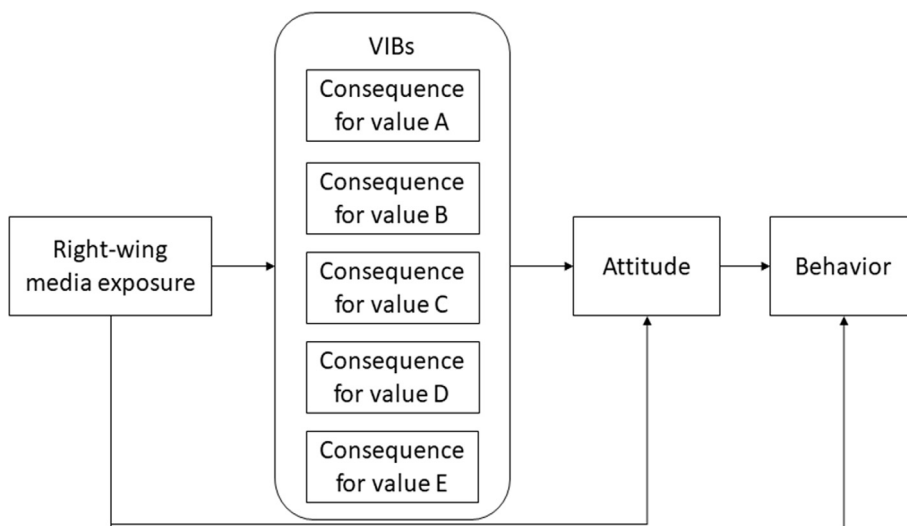 VIBs
Consequence
for value A
Consequence
for value B
Right-wing
media exposure
Consequence
for value C
Attitude
Behavior
Consequence
for value D
Consequence
for value E